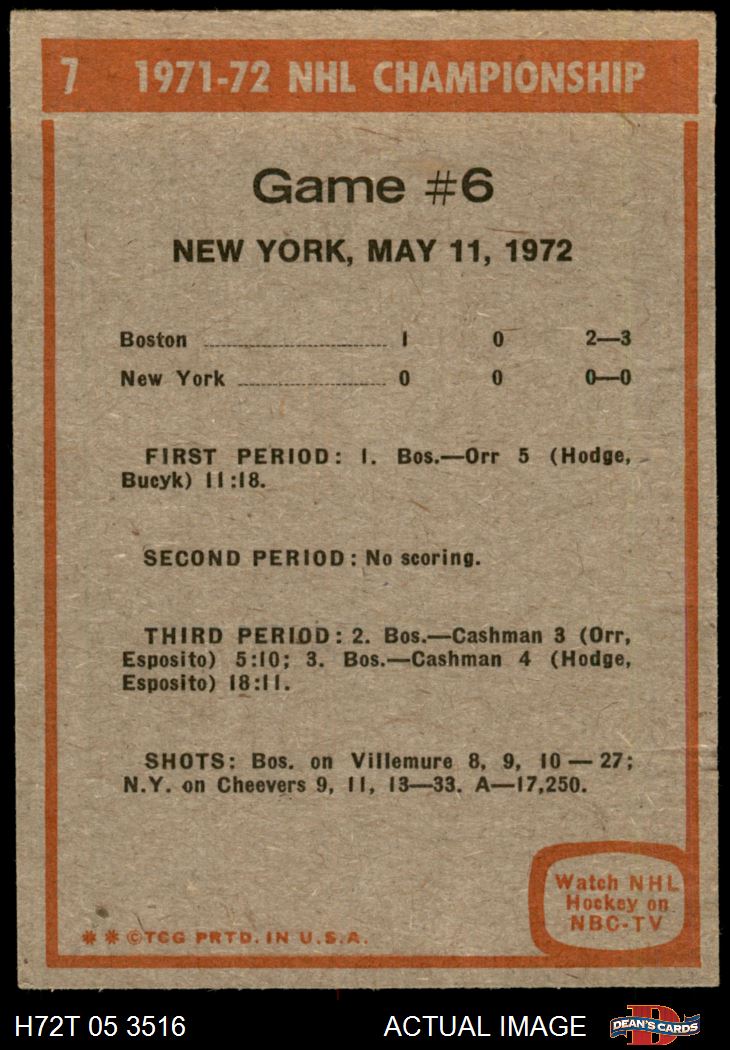 7 1971-72 NHL CHAMPIONSHIP
Game #6
NEW YORK, MAY 11, 1972
Boston ........................ 1 0 2—3
New York ........................ 0 0 0—0
FIRST PERIOD: 1. Bos.—Orr 5 (Hodge,
Bucyk) 11:18.
SECOND PERIOD: No scoring.
THIRD PERIOD: 2. Bos.—Cashman 3 (Orr,
Esposito) 5:10; 3. Bos.—Cashman 4 (Hodge,
Esposito) 18:11.
SHOTS: Bos. on Villemure 8, 9, 10—27;
N.Y. on Cheevers 9, 11, 13—33. A—17,250.
Watch NHL
Hockey on
NBC-TV
* * ©TCG PRTD. IN U.S.A.
H72T 05 3516 ACTUAL IMAGE DEAN'S CARDS